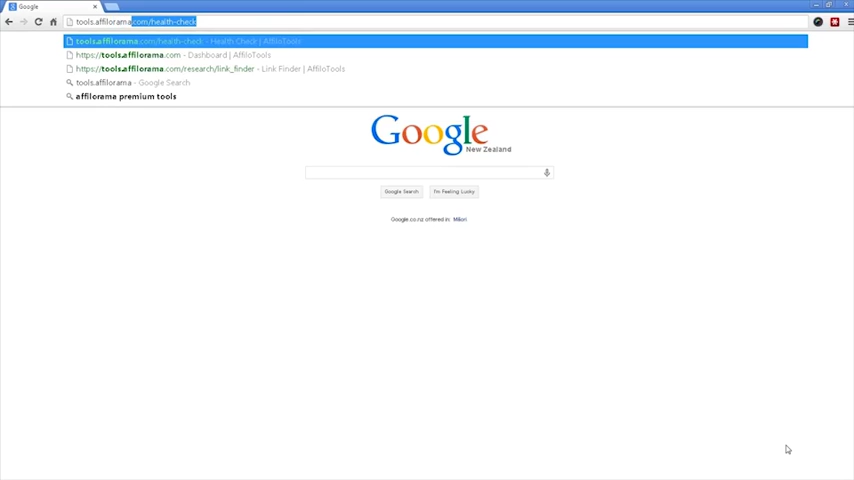 Google
tools.affilorama.com/health-check
tools.affilorama.com/health-check - Health Check | AffiloTools
https://tools.affilorama.com - Dashboard | AffiloTools
https://tools.affilorama.com/research/link_finder - Link Finder | AffiloTools
tools.affilorama - Google Search
affilorama premium tools
Google
New Zealand
Google Search
I'm Feeling Lucky
Google.co.nz offered in: Māori